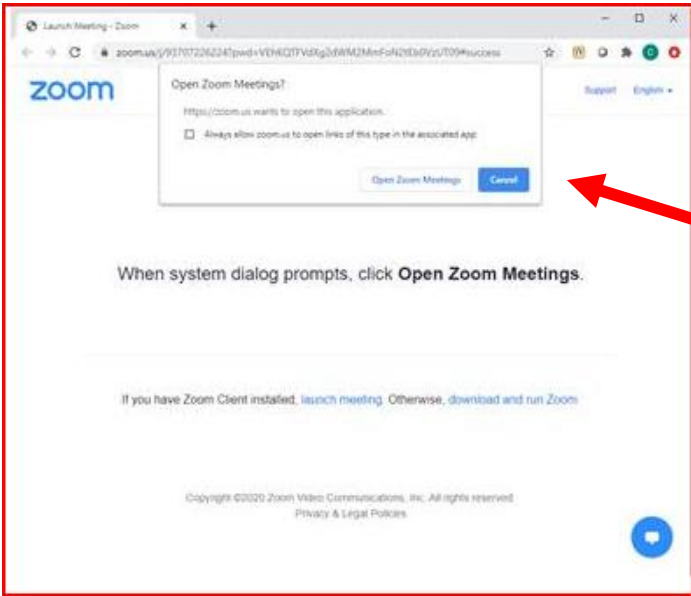 Launch Meeting - Zoom
zoom
Support English
Open Zoom Meetings?
https://zoom.us wants to open this application.
Always allow zoom.us to open links of this type in the associated app
Open Zoom Meetings Cancel
When system dialog prompts, click Open Zoom Meetings.
If you have Zoom Client installed, launch meeting. Otherwise, download and run Zoom
Copyright ©2020 Zoom Video Communications, Inc. All rights reserved
Privacy & Legal Policies